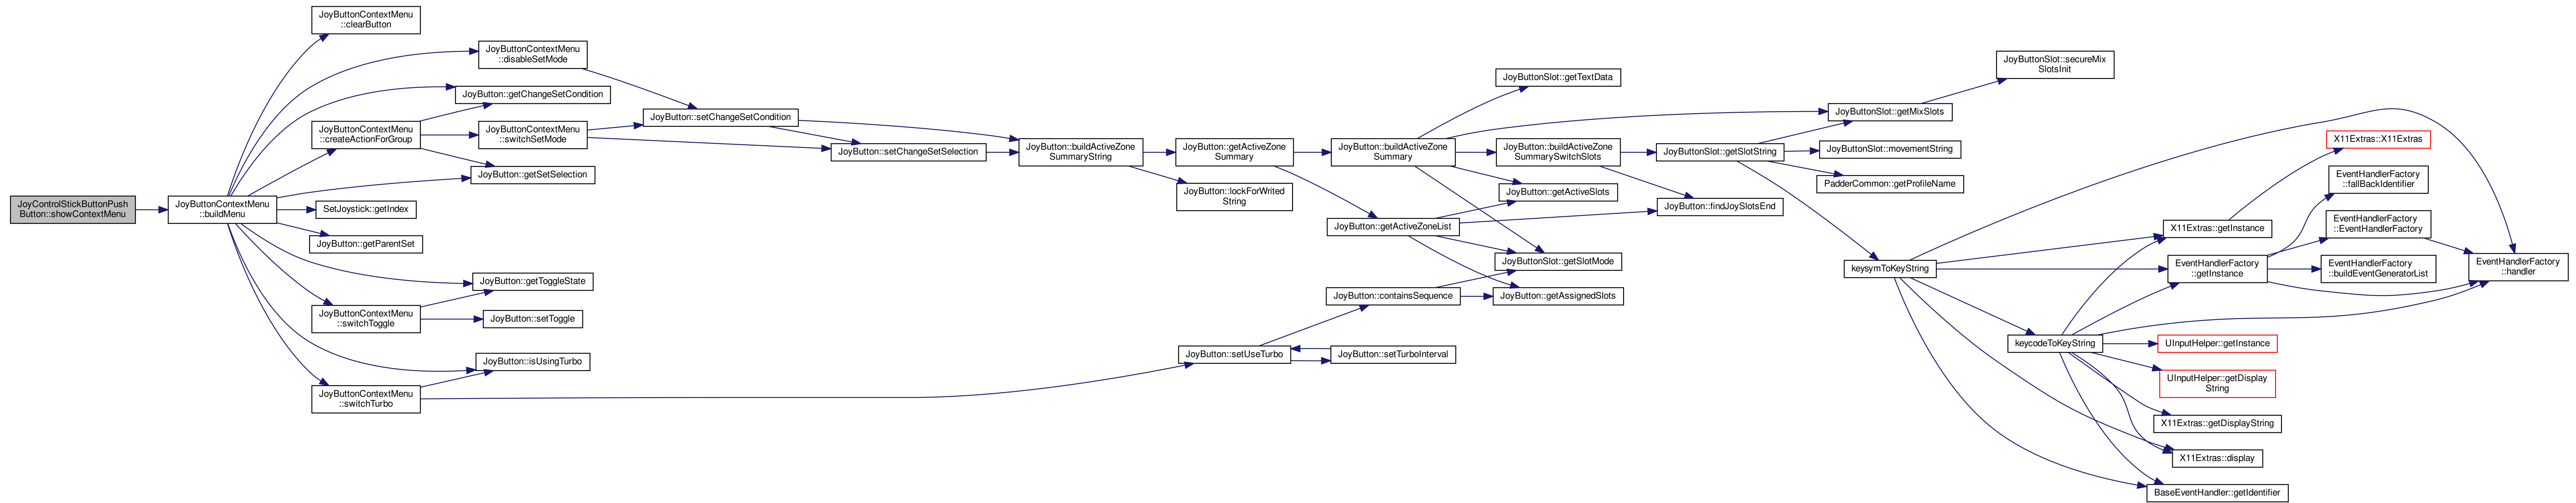 JoyControlStickButtonPush
Button::showContextMenu
JoyButtonContextMenu
::buildMenu
JoyButtonContextMenu
::clearButton
JoyButtonContextMenu
::disableSetMode
JoyButton::getChangeSetCondition
JoyButtonContextMenu
::createActionForGroup
JoyButtonContextMenu
::switchSetMode
JoyButton::getSetSelection
SetJoystick::getIndex
JoyButton::getParentSet
JoyButton::getToggleState
JoyButtonContextMenu
::switchToggle
JoyButton::setToggle
JoyButton::isUsingTurbo
JoyButtonContextMenu
::switchTurbo
JoyButton::setChangeSetCondition
JoyButton::setChangeSetSelection
JoyButton::buildActiveZone
SummaryString
JoyButton::getActiveZone
Summary
JoyButton::lockForWrited
String
JoyButton::setUseTurbo
JoyButton::setTurboInterval
JoyButton::containsSequence
JoyButton::getActiveZoneList
JoyButton::buildActiveZone
Summary
JoyButtonSlot::getTextData
JoyButton::buildActiveZone
SummarySwitchSlots
JoyButton::getActiveSlots
JoyButtonSlot::getSlotMode
JoyButton::getAssignedSlots
JoyButtonSlot::getSlotString
JoyButton::findJoySlotsEnd
JoyButtonSlot::getMixSlots
JoyButtonSlot::movementString
PadderCommon::getProfileName
JoyButtonSlot::secureMix
SlotsInit
keysymToKeyString
keycodeToKeyString
X11Extras::getInstance
EventHandlerFactory
::getInstance
UInputHelper::getInstance
UInputHelper::getDisplay
String
X11Extras::getDisplayString
X11Extras::display
BaseEventHandler::getIdentifier
X11Extras::X11Extras
EventHandlerFactory
::fallBackIdentifier
EventHandlerFactory
::EventHandlerFactory
EventHandlerFactory
::buildEventGeneratorList
EventHandlerFactory
::handler